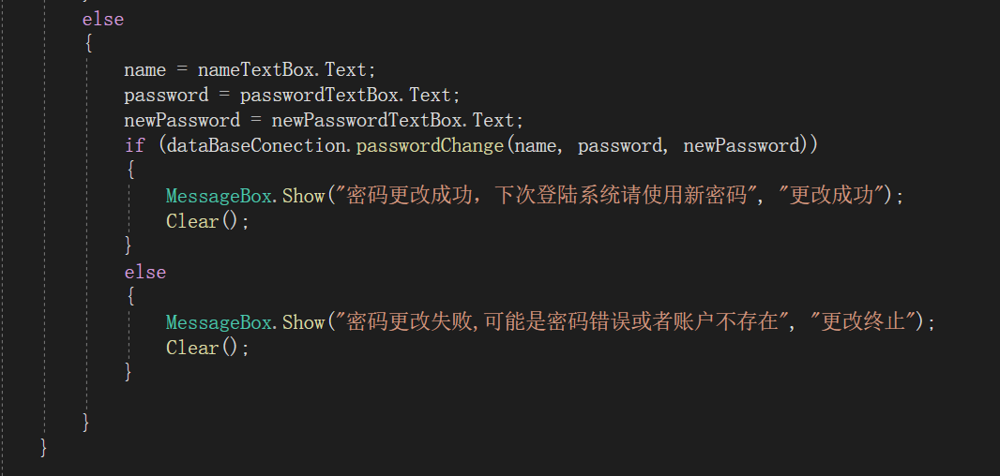 else
{
name = nameTextBox.Text;
password = passwordTextBox.Text;
newPassword = newPasswordTextBox.Text;
if (dataBaseConection.passwordChange(name, password, newPassword))
{
MessageBox.Show("密码更改成功，下次登陆系统请使用新密码", "更改成功");
Clear();
}
else
{
MessageBox.Show("密码更改失败,可能是密码错误或者账户不存在", "更改终止");
Clear();
}
}
}